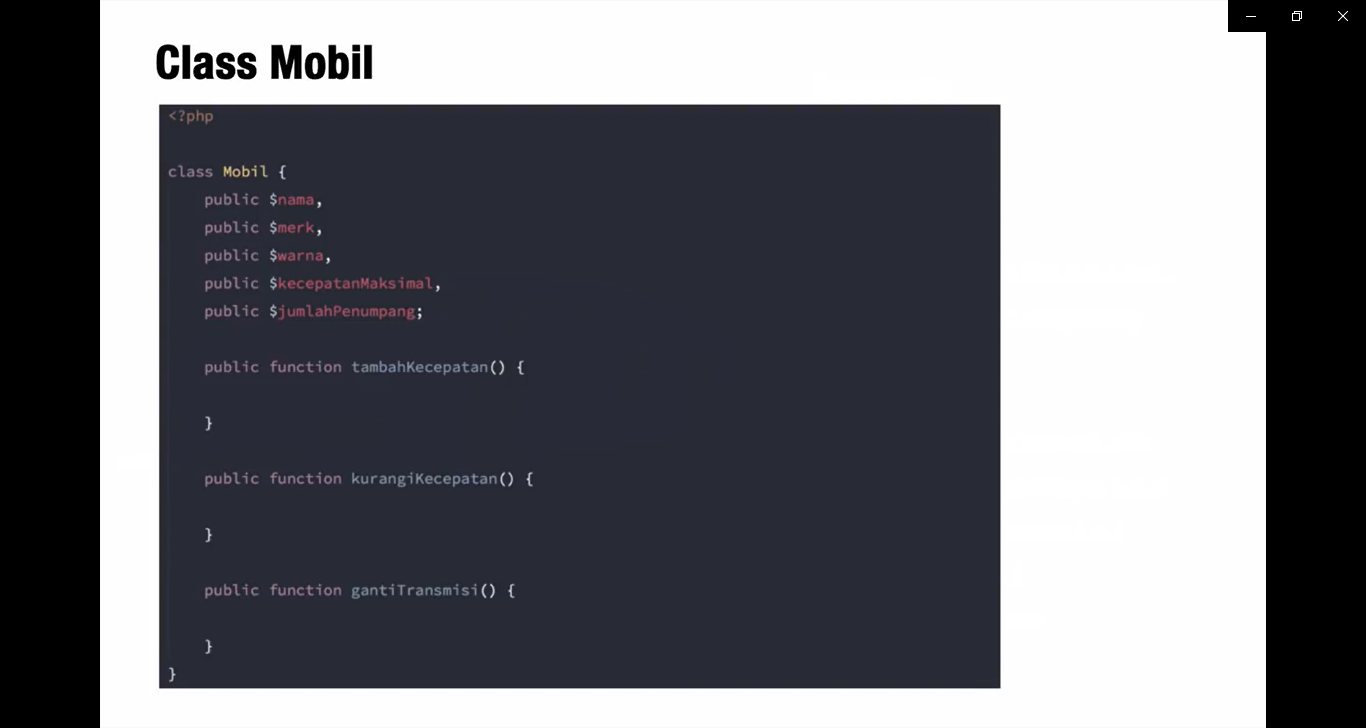 Class Mobil
<?php
class Mobil {
public $nama,
public $merk,
public $warna,
public $kecepatanMaksimal,
public $jumlahPenumpang;
public function tambahKecepatan() {
}
public function kurangiKecepatan() {
}
public function gantiTransmisi() {
}
}